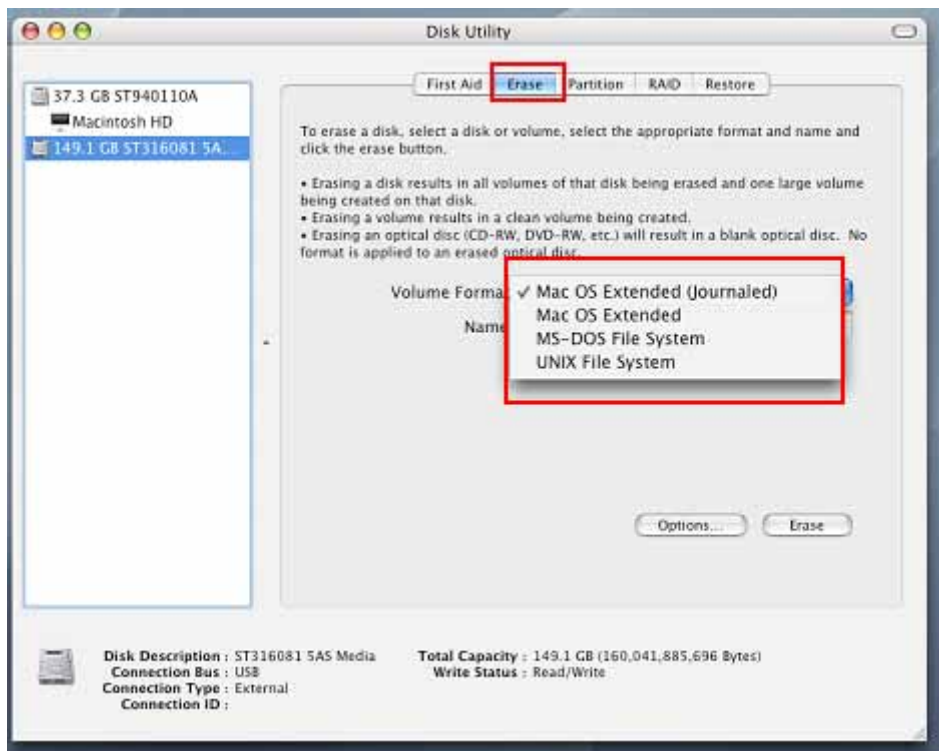 Disk Utility
37.3 GB ST940110A
Macintosh HD
149.1 GB ST316081 5A...
First Aid Erase Partition RAID Restore
To erase a disk, select a disk or volume, select the appropriate format and name and
click the erase button.
• Erasing a disk results in all volumes of that disk being erased and one large volume
being created on that disk.
• Erasing a volume results in a clean volume being created.
• Erasing an optical disc (CD-RW, DVD-RW, etc.) will result in a blank optical disc. No
format is applied to an erased optical disc.
Volume Forma ✓ Mac OS Extended (Journaled)
Mac OS Extended
Name
MS-DOS File System
UNIX File System
Options... Erase
Disk Description : ST316081 5AS Media Total Capacity : 149.1 GB (160,041,885,696 Bytes)
Connection Bus : USB Write Status : Read/Write
Connection Type : External
Connection ID :